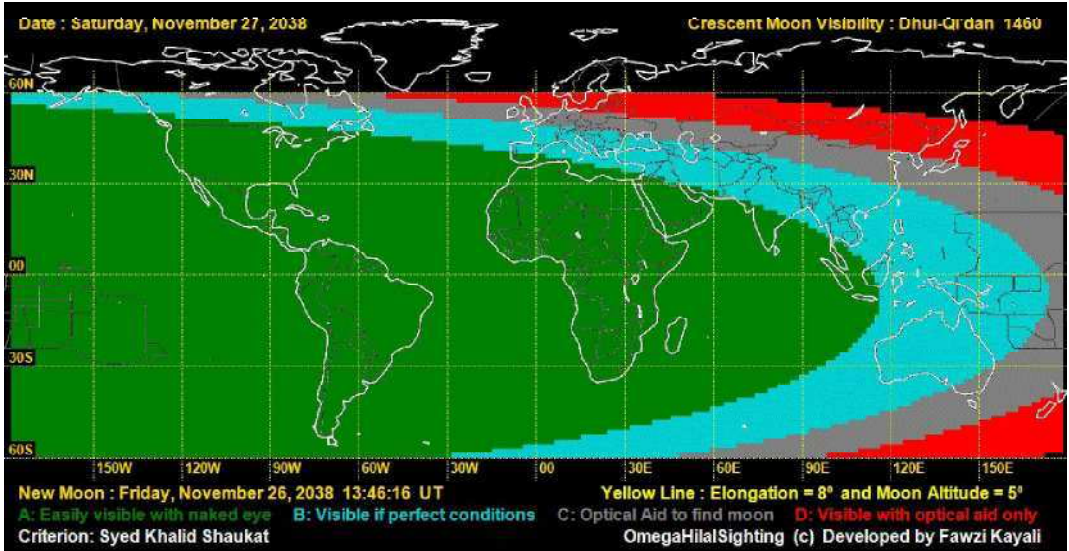 Date : Saturday, November 27, 2038
Crescent Moon Visibility : Dhul-Qi'dah 1460
60N
30N
00
30S
60S
150W 120W 90W 60W 30W 00 30E 60E 90E 120E 150E
New Moon : Friday, November 26, 2038 13:46:16 UT
Yellow Line : Elongation = 8º and Moon Altitude = 5º
A: Easily visible with naked eye B: Visible if perfect conditions C: Optical Aid to find moon D: Visible with optical aid only
Criterion: Syed Khalid Shaukat
OmegaHilalSighting (c) Developed by Fawzi Kayali